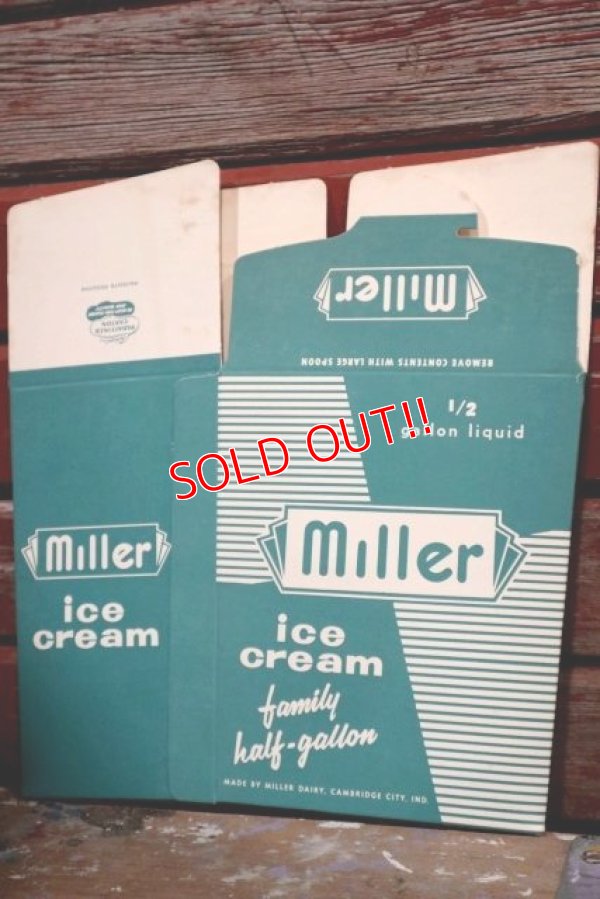 Miller
REMOVE CONTENTS WITH LARGE SPOON
1/2
gallon liquid
SOLD OUT!!
Miller
ice
cream
family
half-gallon
MADE BY MILLER DAIRY, CAMBRIDGE CITY, IND.
Miller
ice
cream